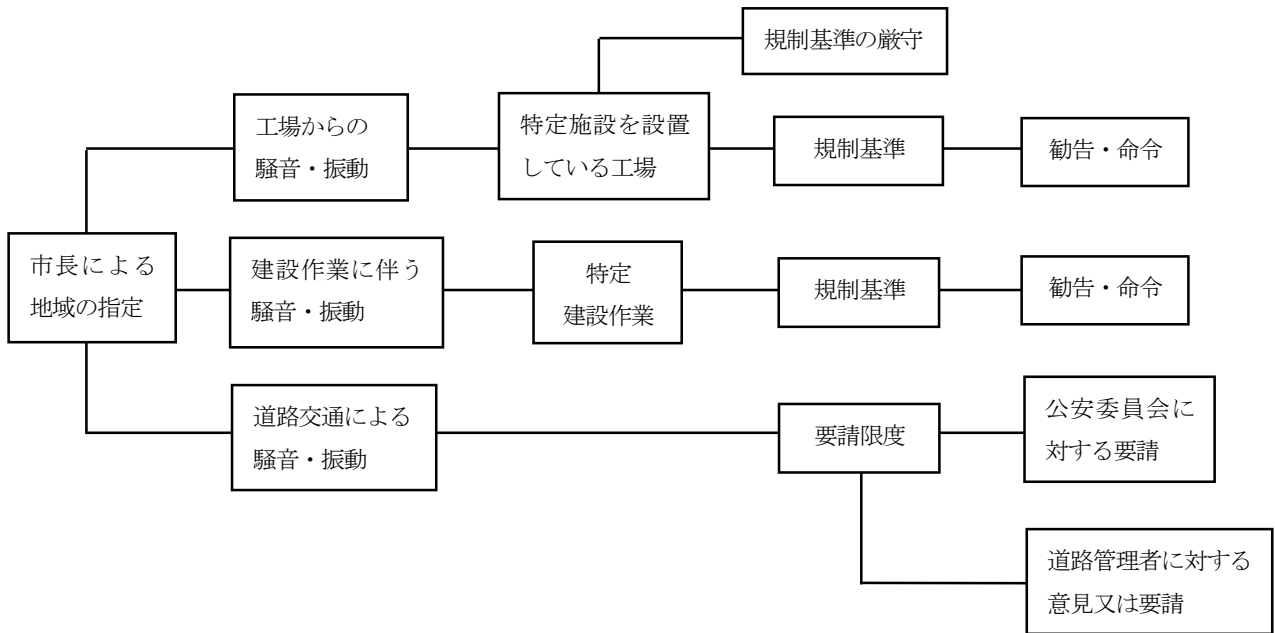 規制基準の厳守
工場からの
騒音・振動
特定施設を設置
している工場
規制基準
勧告・命令
市長による
地域の指定
建設作業に伴う
騒音・振動
特定
建設作業
規制基準
勧告・命令
道路交通による
騒音・振動
要請限度
公安委員会に
対する要請
道路管理者に対する
意見又は要請